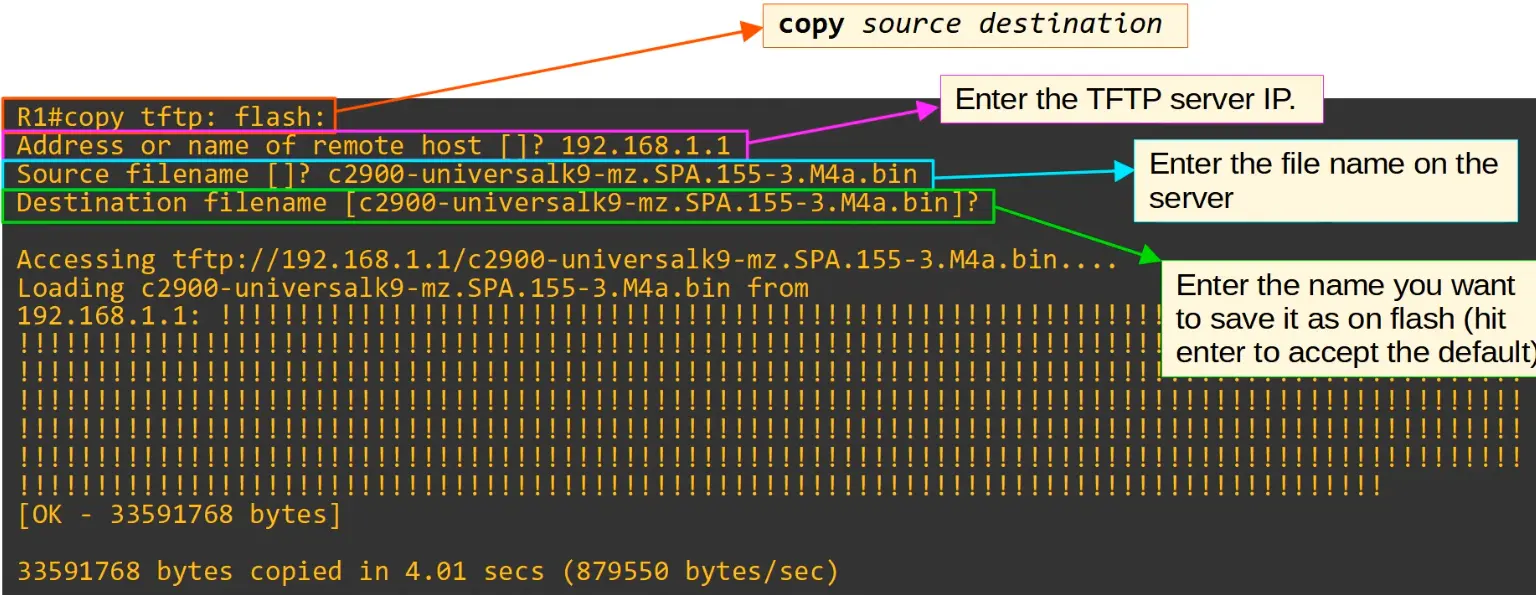 copy source destination
Enter the TFTP server IP.
R1#copy tftp: flash:
Address or name of remote host []? 192.168.1.1
Source filename []? c2900-universalk9-mz.SPA.155-3.M4a.bin
Enter the file name on the
server
Destination filename [c2900-universalk9-mz.SPA.155-3.M4a.bin]?
Accessing tftp://192.168.1.1/c2900-universalk9-mz.SPA.155-3.M4a.bin....
Enter the name you want
to save it as on flash (hit
enter to accept the default)
Loading c2900-universalk9-mz.SPA.155-3.M4a.bin from
192.168.1.1: !!!!!!!!!!!!!!!!!!!!!!!!!!!!!!!!!!!!!!!!!!!!!!!!!!!!!!!!!!!!!
!!!!!!!!!!!!!!!!!!!!!!!!!!!!!!!!!!!!!!!!!!!!!!!!!!!!!!!!!!!!!!!!!!!!!!!!!!
!!!!!!!!!!!!!!!!!!!!!!!!!!!!!!!!!!!!!!!!!!!!!!!!!!!!!!!!!!!!!!!!!!!!!!!!!!!!!!!!!!!!!!!!!!!!!!!!!
!!!!!!!!!!!!!!!!!!!!!!!!!!!!!!!!!!!!!!!!!!!!!!!!!!!!!!!!!!!!!!!!!!!!!!!!!!!!!!!!!!!!!!!!!!!!!!!!!
!!!!!!!!!!!!!!!!!!!!!!!!!!!!!!!!!!!!!!!!!!!!!!!!!!!!!!!!!!!!!!!!!!!!!!!!!!!!!!!!!!!!!!!!!!!!!!!!!
!!!!!!!!!!!!!!!!!!!!!!!!!!!!!!!!!!!!!!!!!!!!!!!!!!!!!!!!!!!!!!!!!!!!!!!!!!!!!!!!!!!!!!!!!!!!!!!!!
!!!!!!!!!!!!!!!!!!!!!!!!!!!!!!!!!!!!!!!!!!!!!!!!!!!!!!!!!!!!!!!!!!!!!!!!!!!!!!!!!!!!!!!!
[OK - 33591768 bytes]
33591768 bytes copied in 4.01 secs (879550 bytes/sec)